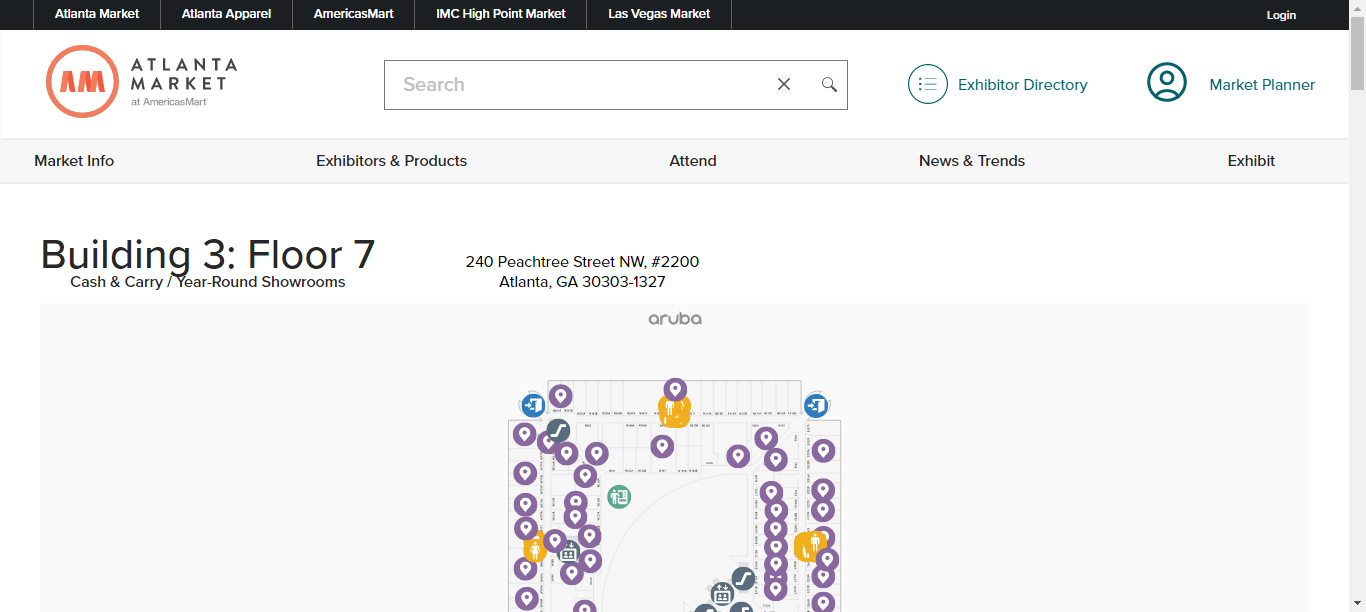 Atlanta Market
Atlanta Apparel
AmericasMart
IMC High Point Market
Las Vegas Market
Login
ATLANTA
MARKET
at AmericasMart
Search
Exhibitor Directory
Market Planner
Market Info
Exhibitors & Products
Attend
News & Trends
Exhibit
Building 3: Floor 7
Cash & Carry / Year-Round Showrooms
240 Peachtree Street NW, #2200
Atlanta, GA 30303-1327
aruba